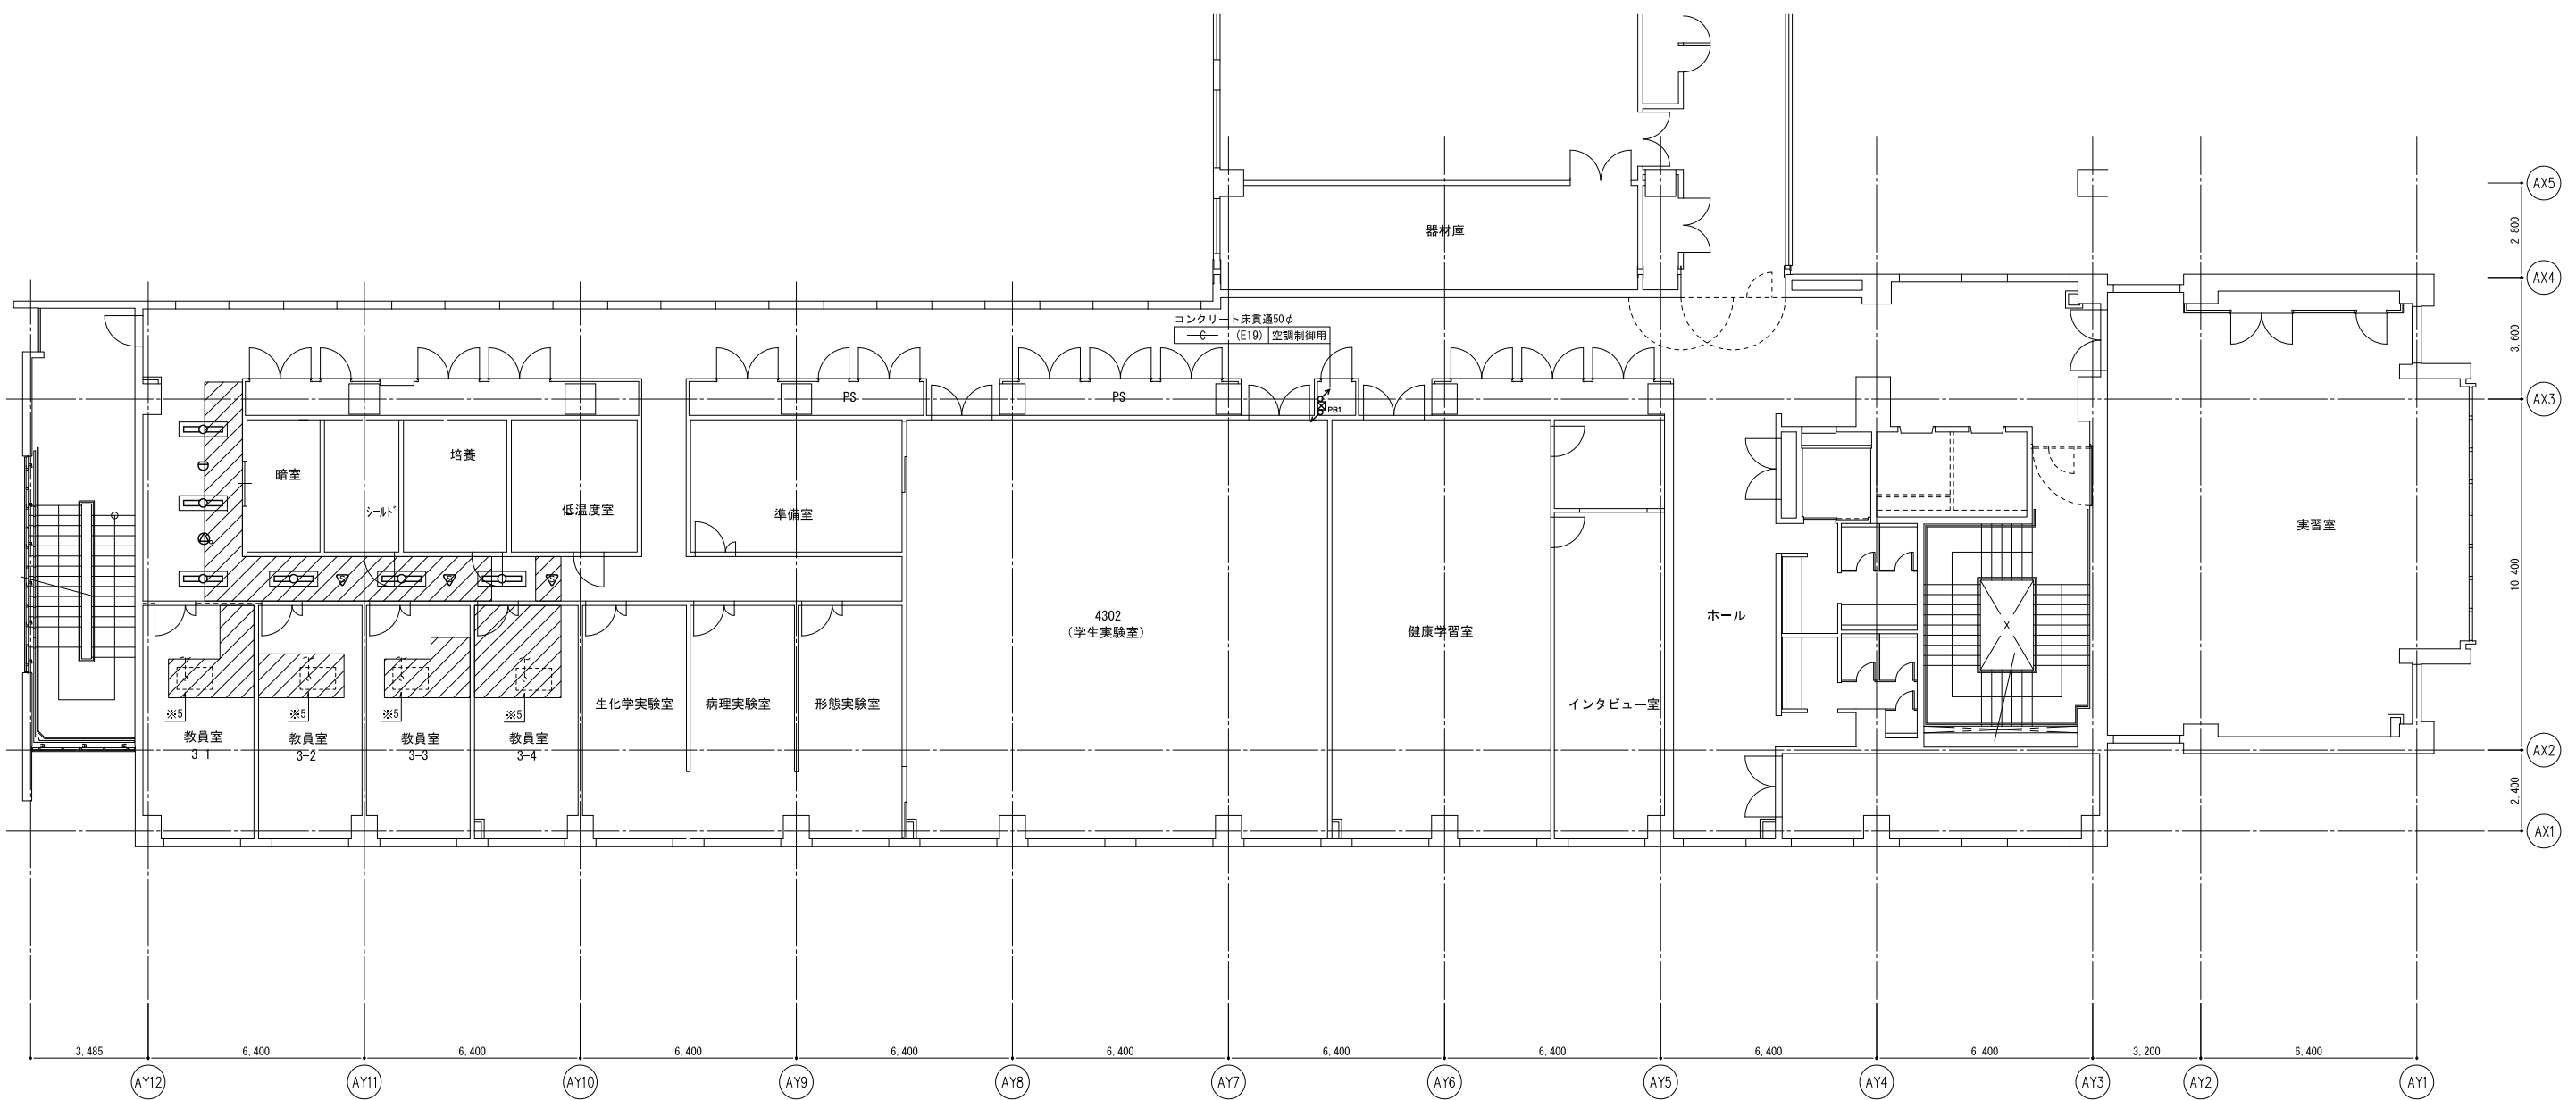 AX5
2.800
器材庫
AX4
コンクリート床貫通50φ
C (E19) 空調制御用
3.600
PS
PS
PB1
AX3
暗室
培養
シールド
低温度室
準備室
実習室
10.400
4302
(学生実験室)
健康学習室
ホール
X
※5
※5
※5
※5
生化学実験室
病理実験室
形態実験室
インタビュー室
教員室
3-1
教員室
3-2
教員室
3-3
教員室
3-4
AX2
2.400
AX1
3.485
6.400
6.400
6.400
6.400
6.400
6.400
6.400
6.400
6.400
3.200
6.400
AY12
AY11
AY10
AY9
AY8
AY7
AY6
AY5
AY4
AY3
AY2
AY1